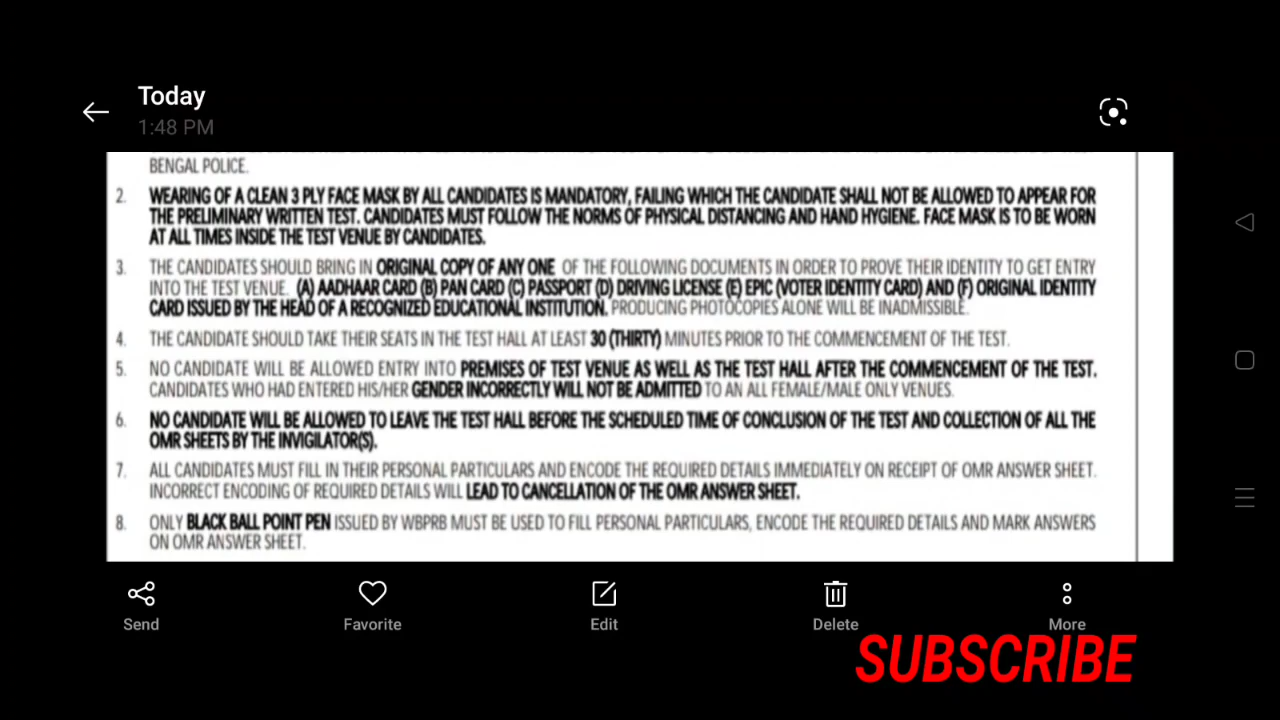 Today
1:48 PM
BENGAL POLICE.
2. WEARING OF A CLEAN 3 PLY FACE MASK BY ALL CANDIDATES IS MANDATORY, FAILING WHICH THE CANDIDATE SHALL NOT BE ALLOWED TO APPEAR FOR
THE PRELIMINARY WRITTEN TEST. CANDIDATES MUST FOLLOW THE NORMS OF PHYSICAL DISTANCING AND HAND HYGIENE. FACE MASK IS TO BE WORN
AT ALL TIMES INSIDE THE TEST VENUE BY CANDIDATES.
3. THE CANDIDATES SHOULD BRING IN ORIGINAL COPY OF ANY ONE OF THE FOLLOWING DOCUMENTS IN ORDER TO PROVE THEIR IDENTITY TO GET ENTRY
INTO THE TEST VENUE. (A) AADHAAR CARD (B) PAN CARD (C) PASSPORT (D) DRIVING LICENSE (E) EPIC (VOTER IDENTITY CARD) AND (F) ORIGINAL IDENTITY
CARD ISSUED BY THE HEAD OF A RECOGNIZED EDUCATIONAL INSTITUTION. PRODUCING PHOTOCOPIES ALONE WILL BE INADMISSIBLE.
4. THE CANDIDATE SHOULD TAKE THEIR SEATS IN THE TEST HALL AT LEAST 30 (THIRTY) MINUTES PRIOR TO THE COMMENCEMENT OF THE TEST.
5. NO CANDIDATE WILL BE ALLOWED ENTRY INTO PREMISES OF TEST VENUE AS WELL AS THE TEST HALL AFTER THE COMMENCEMENT OF THE TEST.
CANDIDATES WHO HAD ENTERED HIS/HER GENDER INCORRECTLY WILL NOT BE ADMITTED TO AN ALL FEMALE/MALE ONLY VENUES.
6. NO CANDIDATE WILL BE ALLOWED TO LEAVE THE TEST HALL BEFORE THE SCHEDULED TIME OF CONCLUSION OF THE TEST AND COLLECTION OF ALL THE
OMR SHEETS BY THE INVIGILATOR(S).
7. ALL CANDIDATES MUST FILL IN THEIR PERSONAL PARTICULARS AND ENCODE THE REQUIRED DETAILS IMMEDIATELY ON RECEIPT OF OMR ANSWER SHEET.
INCORRECT ENCODING OF REQUIRED DETAILS WILL LEAD TO CANCELLATION OF THE OMR ANSWER SHEET.
8. ONLY BLACK BALL POINT PEN ISSUED BY WBPRB MUST BE USED TO FILL PERSONAL PARTICULARS, ENCODE THE REQUIRED DETAILS AND MARK ANSWERS
ON OMR ANSWER SHEET.
Send Favorite Edit Delete More
SUBSCRIBE